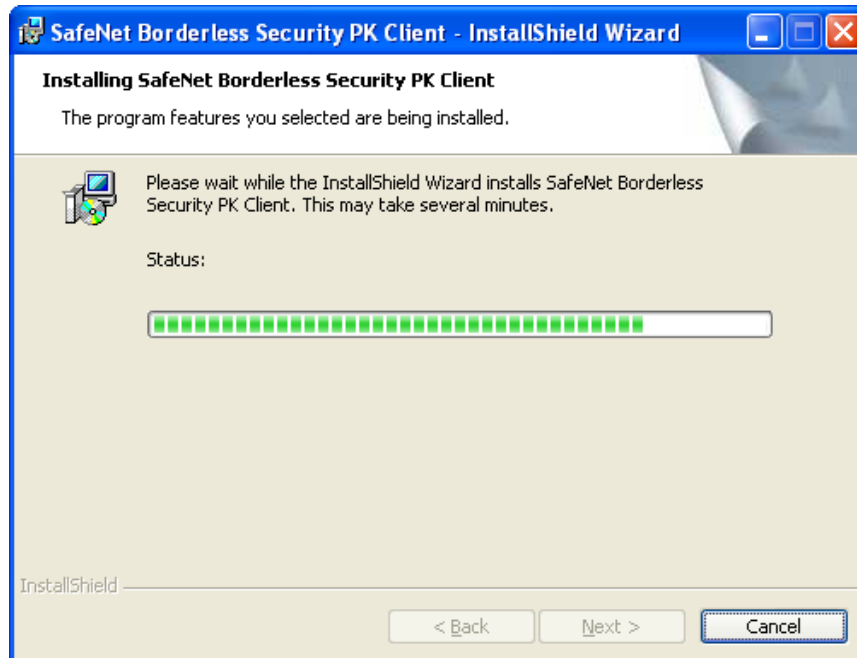 SafeNet Borderless Security PK Client - InstallShield Wizard
Installing SafeNet Borderless Security PK Client
The program features you selected are being installed.
Please wait while the InstallShield Wizard installs SafeNet Borderless
Security PK Client. This may take several minutes.
Status:
InstallShield
< Back
Next >
Cancel